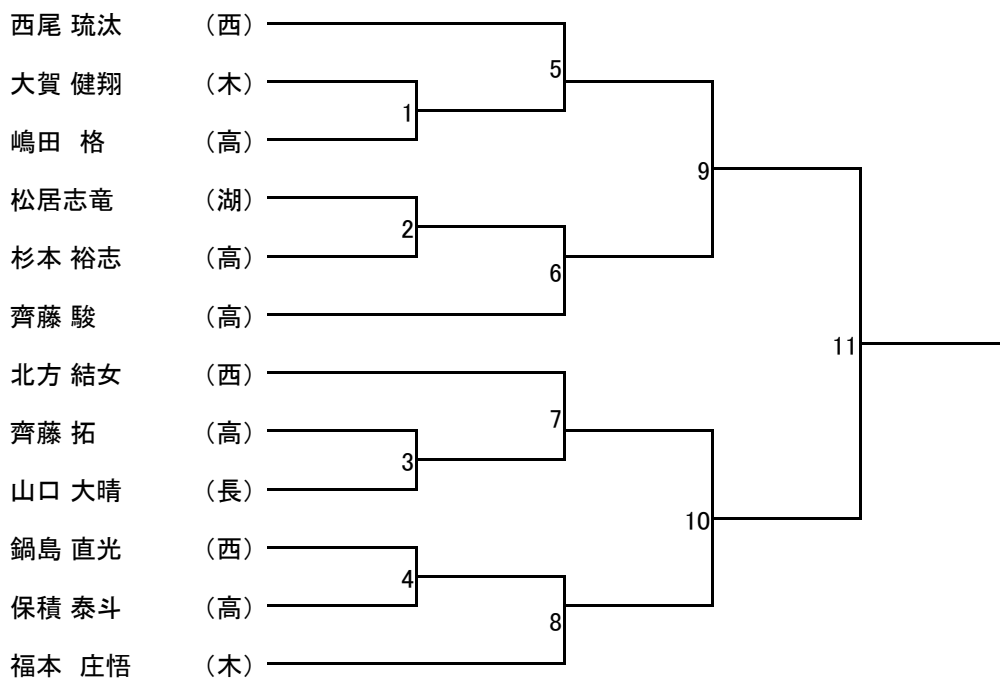 西尾 琉汰 （西）
5
大賀 健翔 （木）
1
嶋田 格 （高）
9
松居志竜 （湖）
2
杉本 裕志 （高）
6
齊藤 駿 （高）
11
北方 結女 （西）
7
齊藤 拓 （高）
3
山口 大晴 （長）
10
鍋島 直光 （西）
4
保積 泰斗 （高）
8
福本 庄悟 （木）